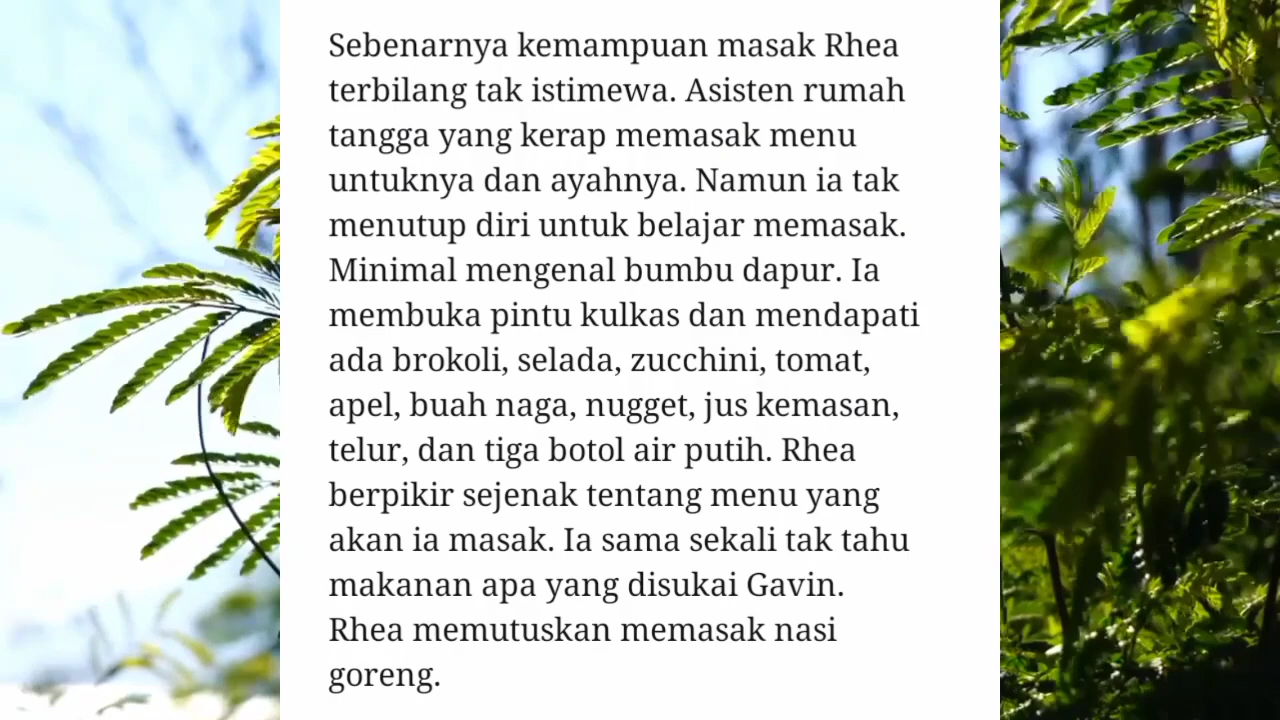 Sebenarnya kemampuan masak Rhea
terbilang tak istimewa. Asisten rumah
tangga yang kerap memasak menu
untuknya dan ayahnya. Namun ia tak
menutup diri untuk belajar memasak.
Minimal mengenal bumbu dapur. Ia
membuka pintu kulkas dan mendapati
ada brokoli, selada, zucchini, tomat,
apel, buah naga, nugget, jus kemasan,
telur, dan tiga botol air putih. Rhea
berpikir sejenak tentang menu yang
akan ia masak. Ia sama sekali tak tahu
makanan apa yang disukai Gavin.
Rhea memutuskan memasak nasi
goreng.